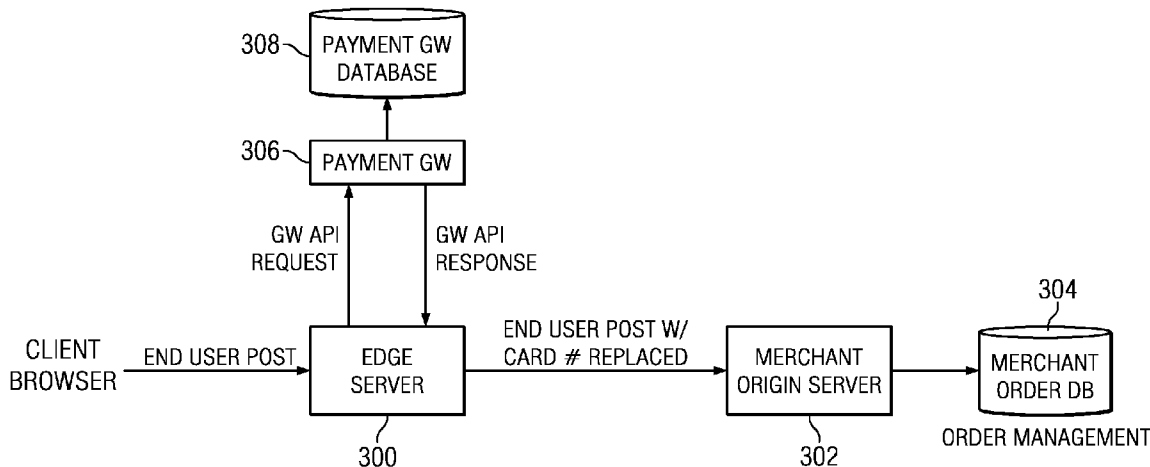 308
PAYMENT GW
DATABASE
306
PAYMENT GW
GW API
REQUEST
GW API
RESPONSE
CLIENT
BROWSER
END USER POST
EDGE
SERVER
300
END USER POST W/
CARD # REPLACED
MERCHANT
ORIGIN SERVER
302
304
MERCHANT
ORDER DB
ORDER MANAGEMENT